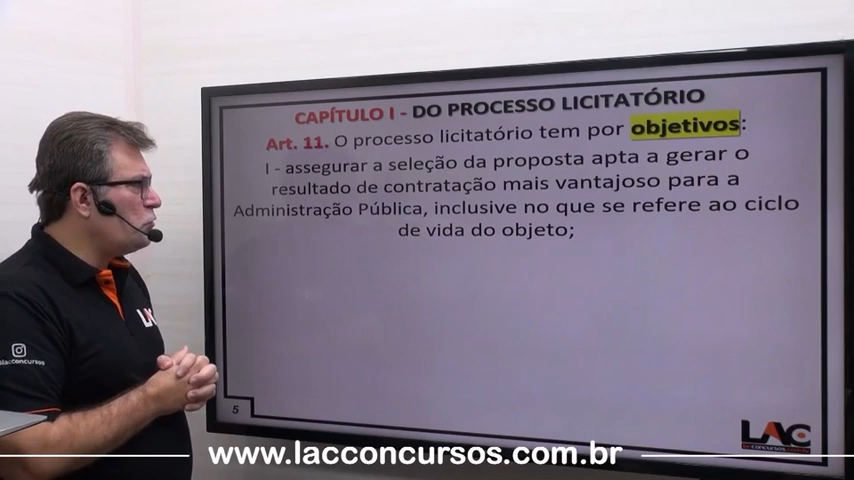 CAPÍTULO I - DO PROCESSO LICITATÓRIO
Art. 11. O processo licitatório tem por objetivos:
I - assegurar a seleção da proposta apta a gerar o
resultado de contratação mais vantajoso para a
Administração Pública, inclusive no que se refere ao ciclo
de vida do objeto;
5
LAC
lacconcursos
www.lacconcursos.com.br